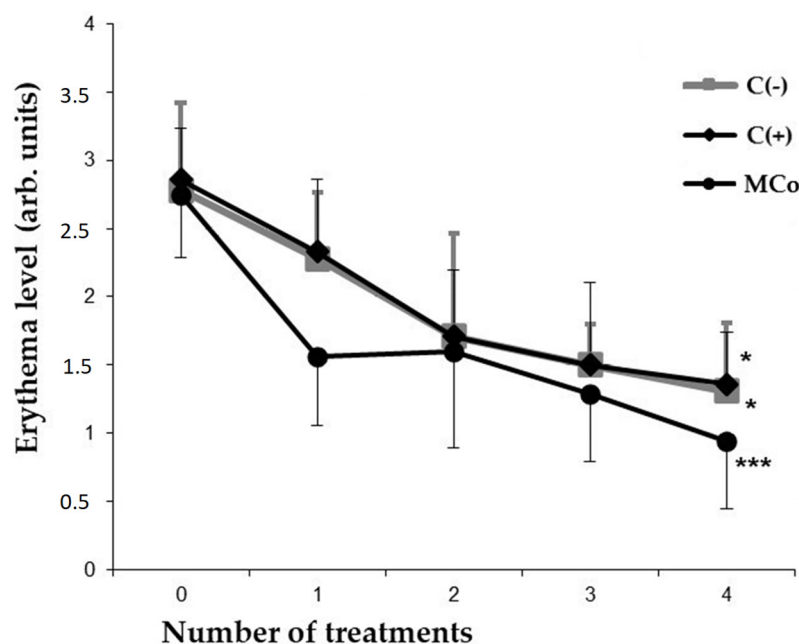 4
3.5
3
2.5
2
1.5
1
0.5
0
Erythema level (arb. units)
C(-)
C(+)
MCo
*
*
***
0 1 2 3 4
Number of treatments